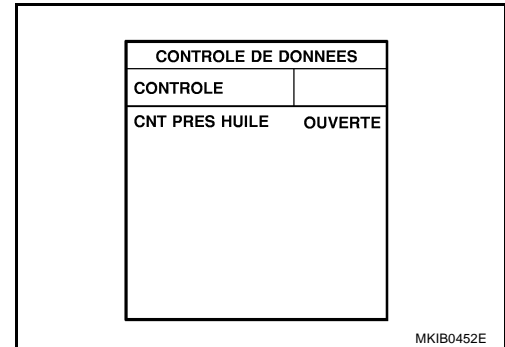 CONTROLE DE DONNEES
CONTROLE
CNT PRES HUILE OUVERTE
MKIB0452E